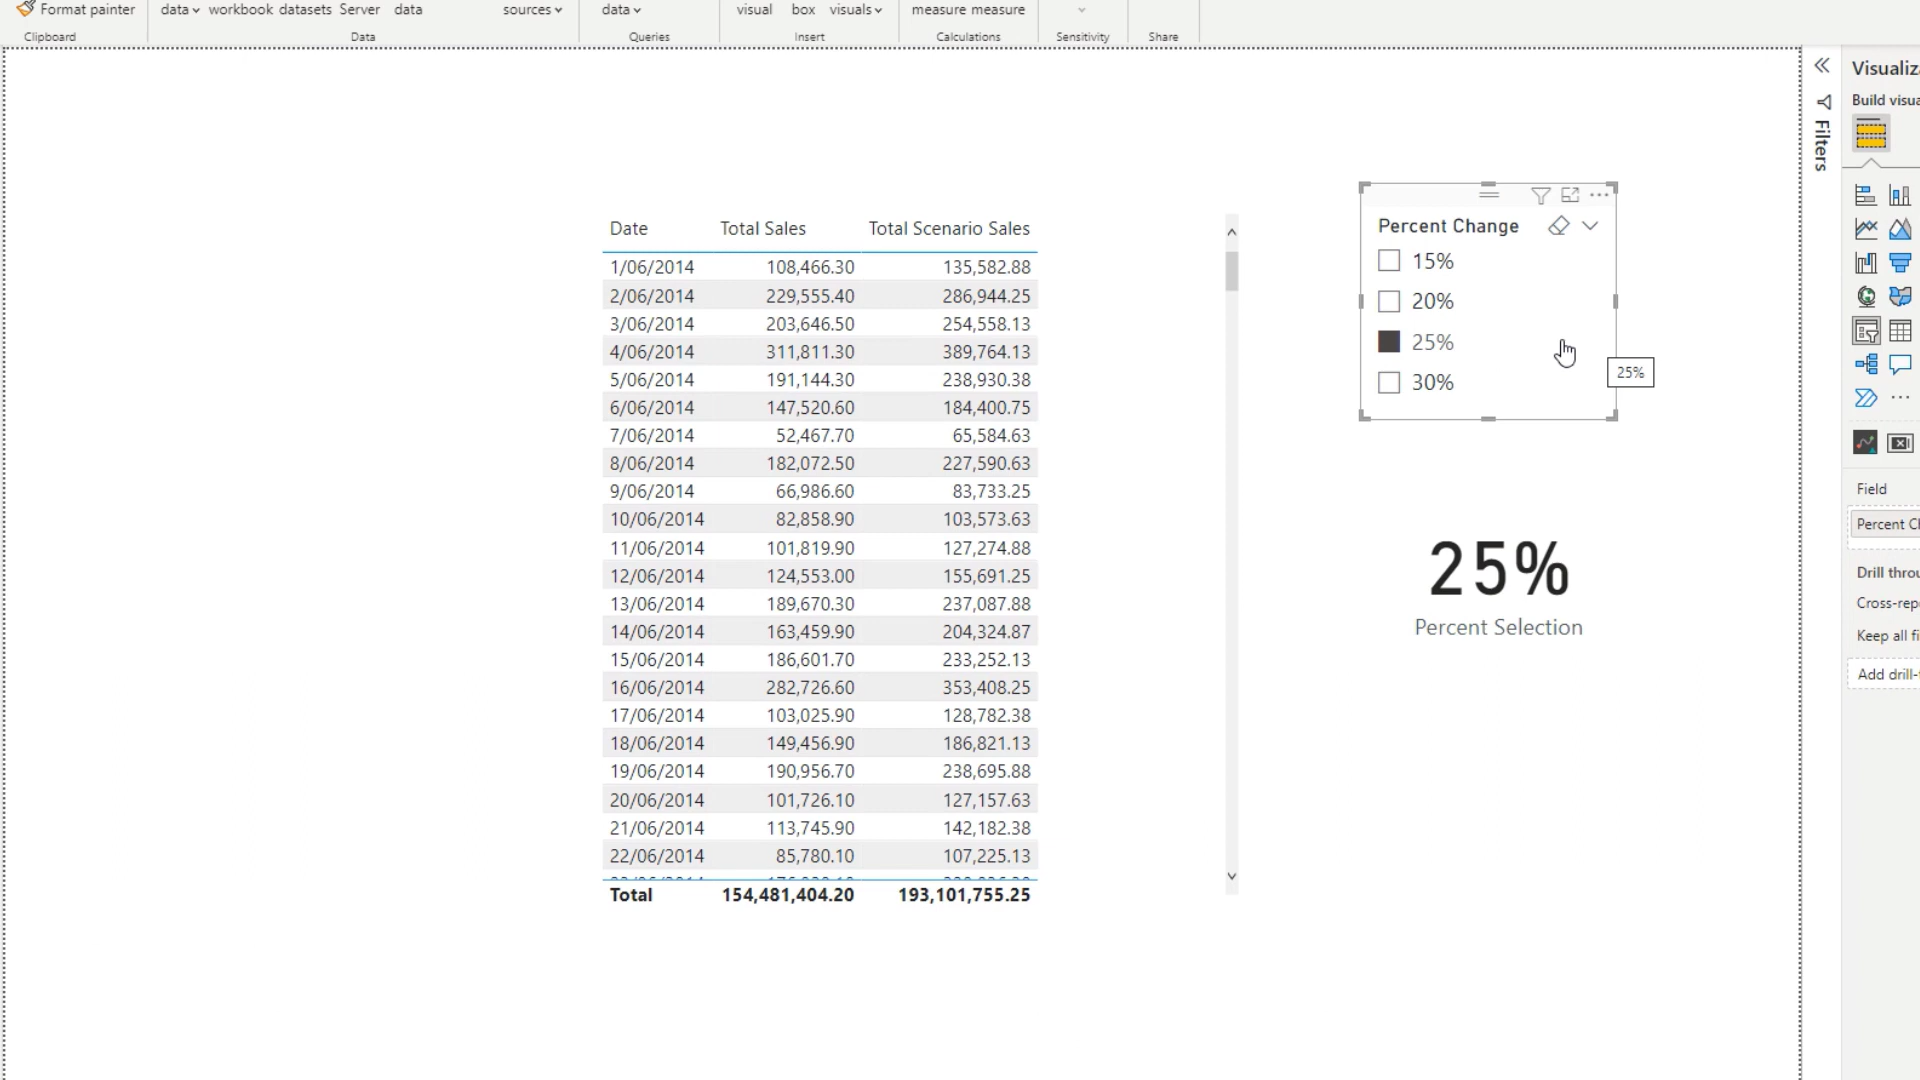 Format painter
data workbook datasets Server data
sources
data
visual box visuals
measure measure
Clipboard Data Queries Insert Calculations Sensitivity Share
Visualiz
Build visua
Filters
Date Total Sales Total Scenario Sales
1/06/2014 108,466.30 135,582.88
2/06/2014 229,555.40 286,944.25
3/06/2014 203,646.50 254,558.13
4/06/2014 311,811.30 389,764.13
5/06/2014 191,144.30 238,930.38
6/06/2014 147,520.60 184,400.75
7/06/2014 52,467.70 65,584.63
8/06/2014 182,072.50 227,590.63
9/06/2014 66,986.60 83,733.25
10/06/2014 82,858.90 103,573.63
11/06/2014 101,819.90 127,274.88
12/06/2014 124,553.00 155,691.25
13/06/2014 189,670.30 237,087.88
14/06/2014 163,459.90 204,324.87
15/06/2014 186,601.70 233,252.13
16/06/2014 282,726.60 353,408.25
17/06/2014 103,025.90 128,782.38
18/06/2014 149,456.90 186,821.13
19/06/2014 190,956.70 238,695.88
20/06/2014 101,726.10 127,157.63
21/06/2014 113,745.90 142,182.38
22/06/2014 85,780.10 107,225.13
Total 154,481,404.20 193,101,755.25
Percent Change
15%
20%
25%
30%
25%
25%
Percent Selection
Field
Percent Cl
Drill throu
Cross-rep
Keep all fi
Add drill-